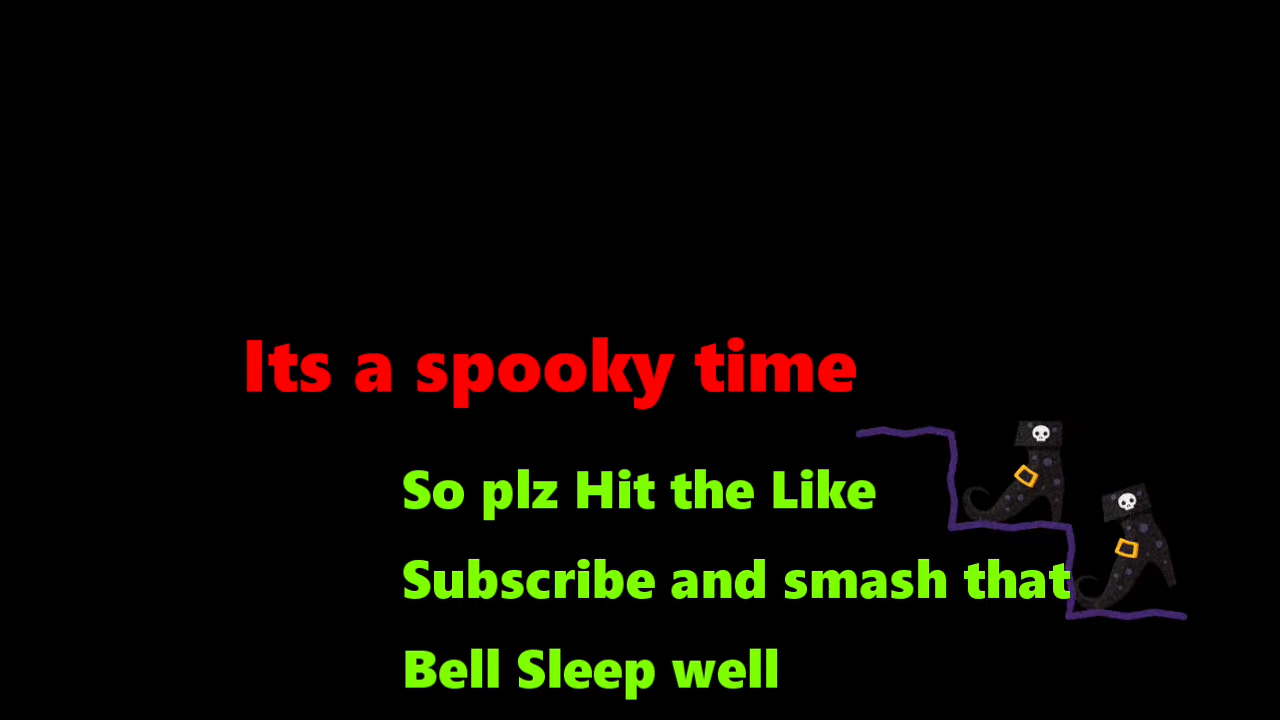 Its a spooky time
So plz Hit the Like
Subscribe and smash that
Bell Sleep well